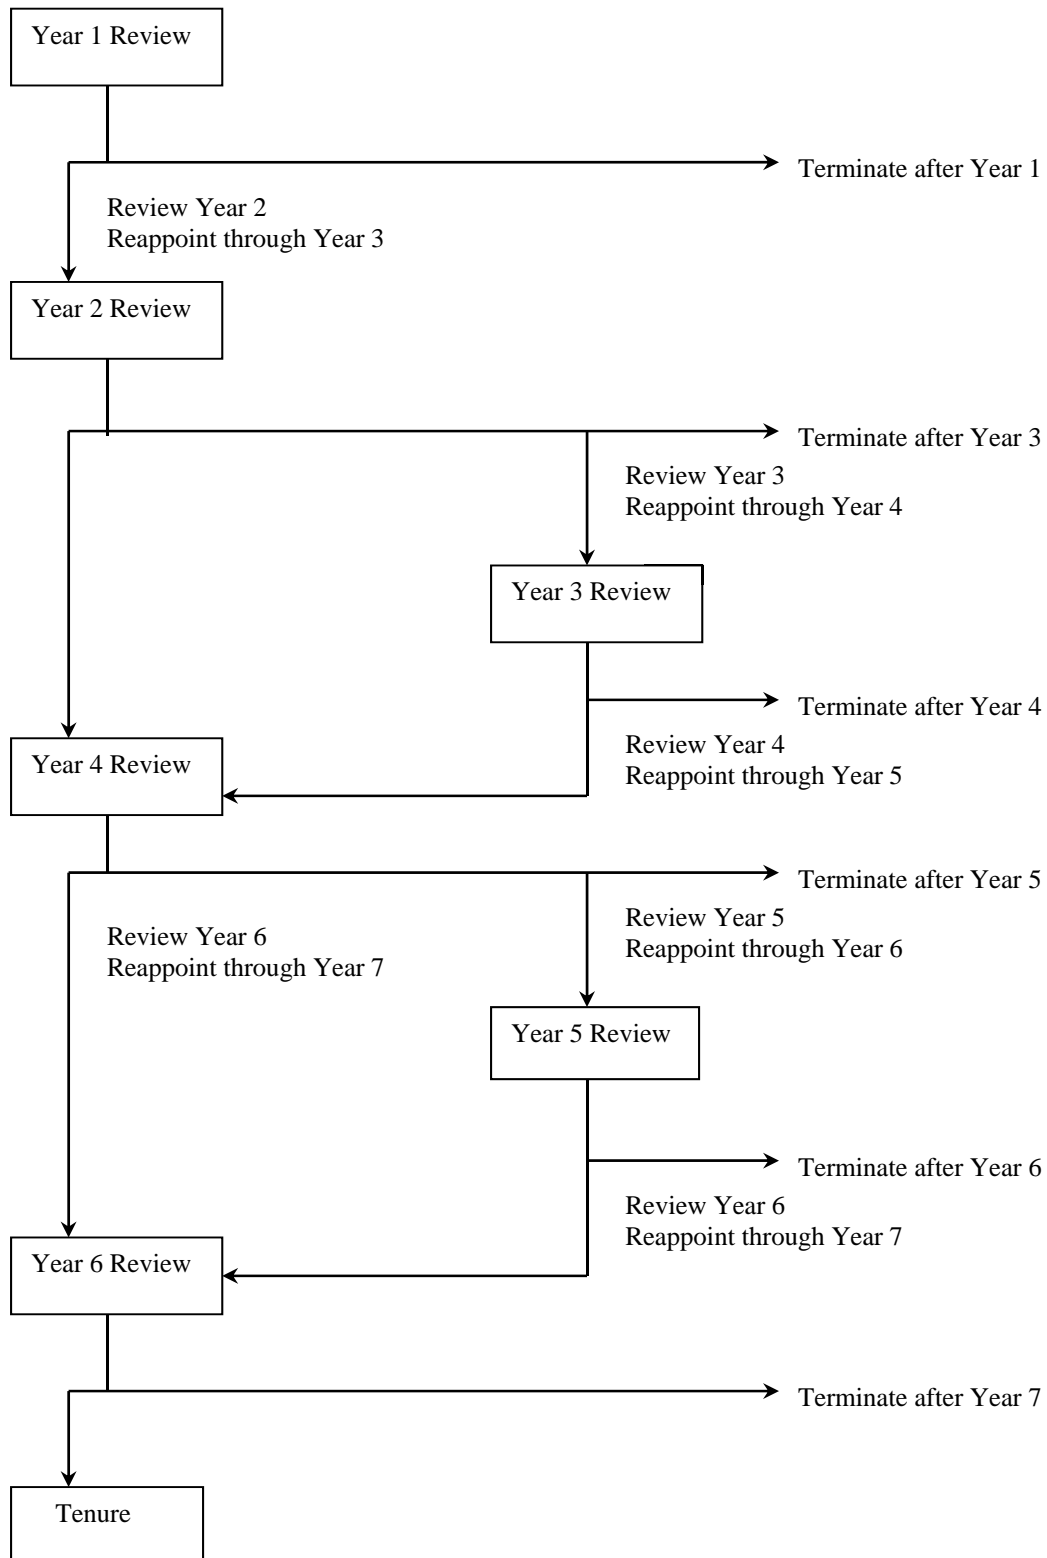 Year 1 Review
Terminate after Year 1
Review Year 2
Reappoint through Year 3
Year 2 Review
Terminate after Year 3
Review Year 3
Reappoint through Year 4
Year 3 Review
Terminate after Year 4
Review Year 4
Reappoint through Year 5
Year 4 Review
Terminate after Year 5
Review Year 5
Reappoint through Year 6
Review Year 6
Reappoint through Year 7
Year 5 Review
Terminate after Year 6
Review Year 6
Reappoint through Year 7
Year 6 Review
Terminate after Year 7
Tenure